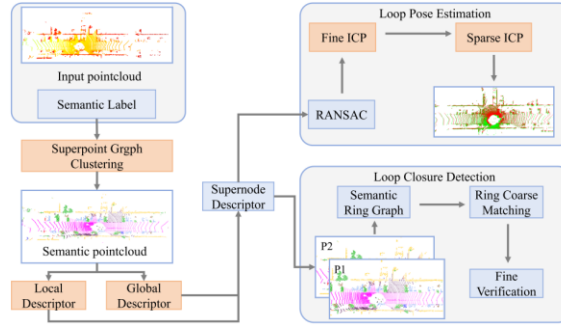 Input pointcloud
Semantic Label
Superpoint Grgph
Clustering
Semantic pointcloud
Local
Descriptor
Global
Descriptor
Supernode
Descriptor
Loop Pose Estimation
Fine ICP
Sparse ICP
RANSAC
Loop Closure Detection
Semantic
Ring Graph
Ring Coarse
Matching
P2
P1
Fine
Verification